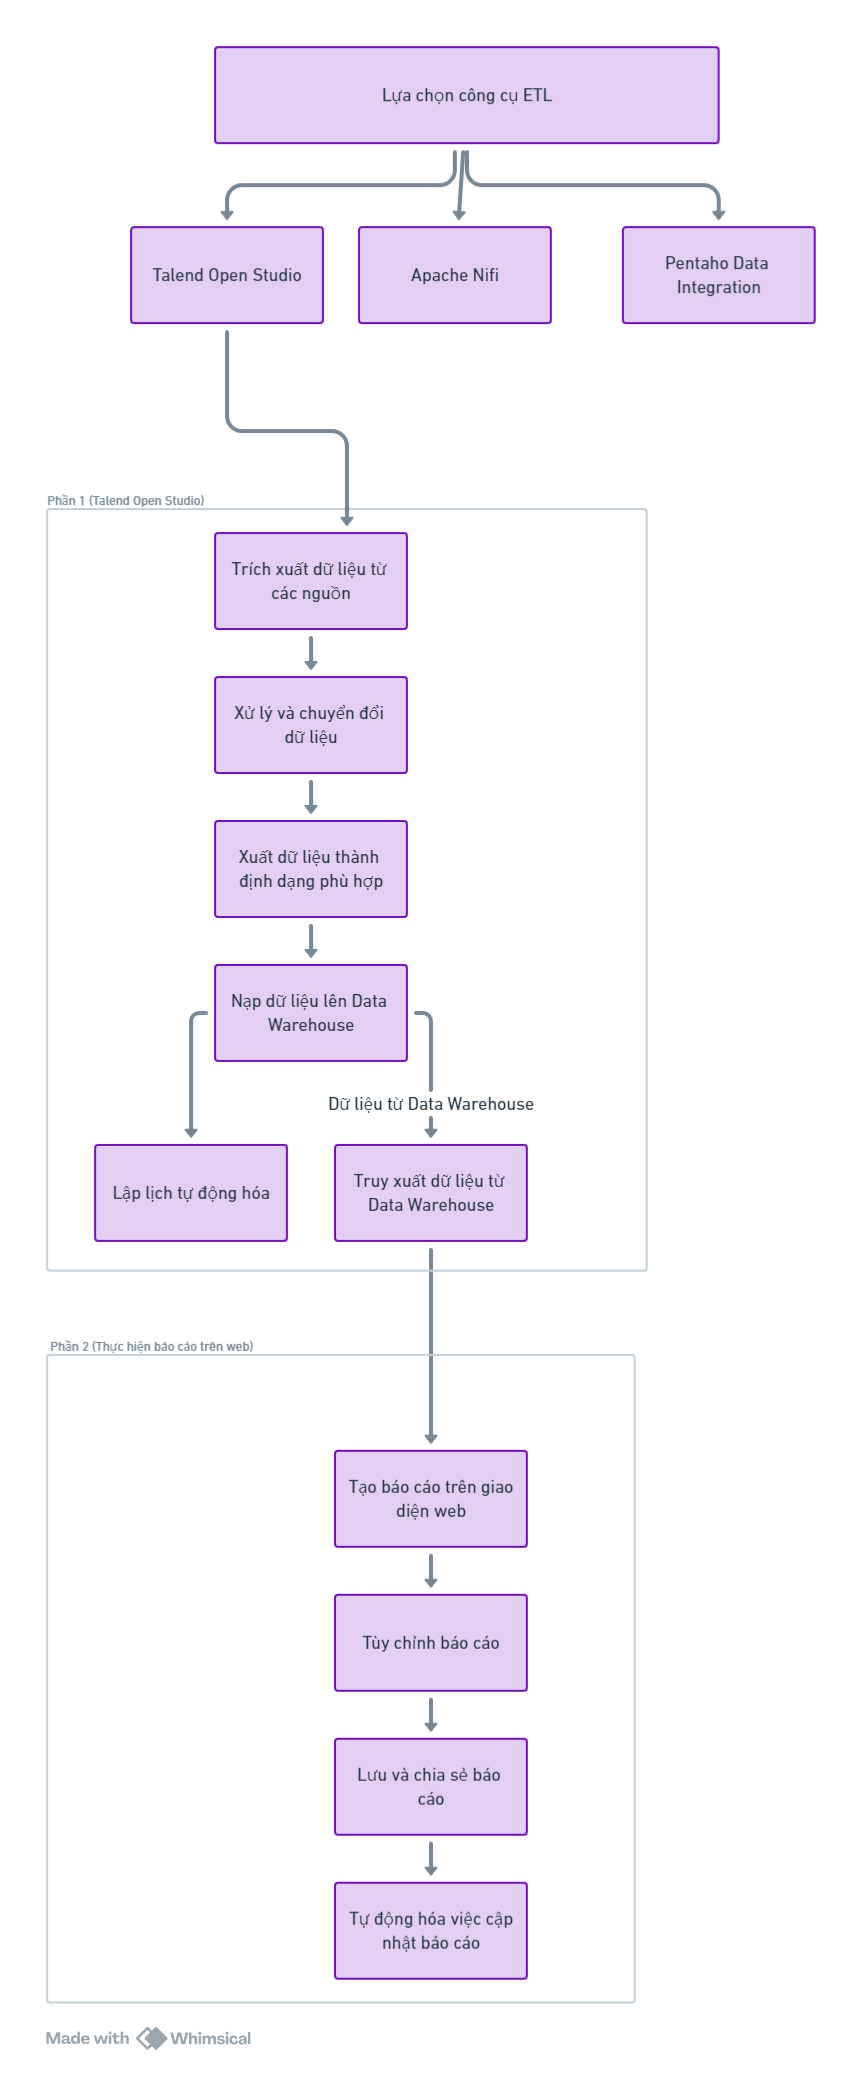 Lựa chọn công cụ ETL
Talend Open Studio
Apache Nifi
Pentaho Data
Integration
Phần 1 (Talend Open Studio)
Trích xuất dữ liệu từ
các nguồn
Xử lý và chuyển đổi
dữ liệu
Xuất dữ liệu thành
định dạng phù hợp
Nạp dữ liệu lên Data
Warehouse
Dữ liệu từ Data Warehouse
Lập lịch tự động hóa
Truy xuất dữ liệu từ
Data Warehouse
Phần 2 (Thực hiện báo cáo trên web)
Tạo báo cáo trên giao
diện web
Tùy chỉnh báo cáo
Lưu và chia sẻ báo
cáo
Tự động hóa việc cập
nhật báo cáo
Made with Whimsical